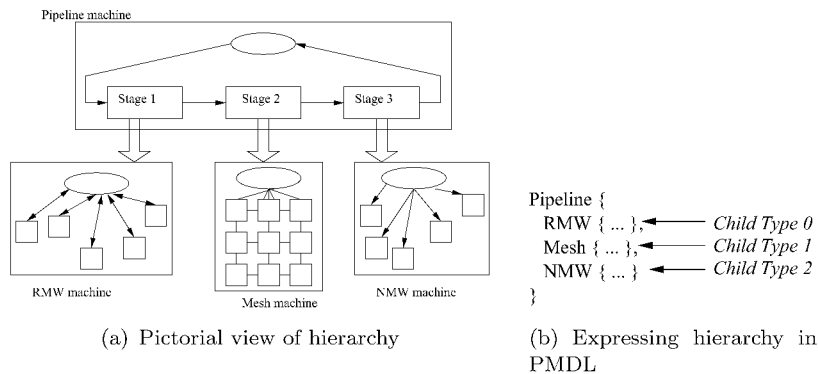 Pipeline machine
Stage 1
Stage 2
Stage 3
RMW machine
Mesh machine
NMW machine
(a) Pictorial view of hierarchy
Pipeline {
RMW { ... }, Child Type 0
Mesh { ... }, Child Type 1
NMW { ... } Child Type 2
}
(b) Expressing hierarchy in
PMDL